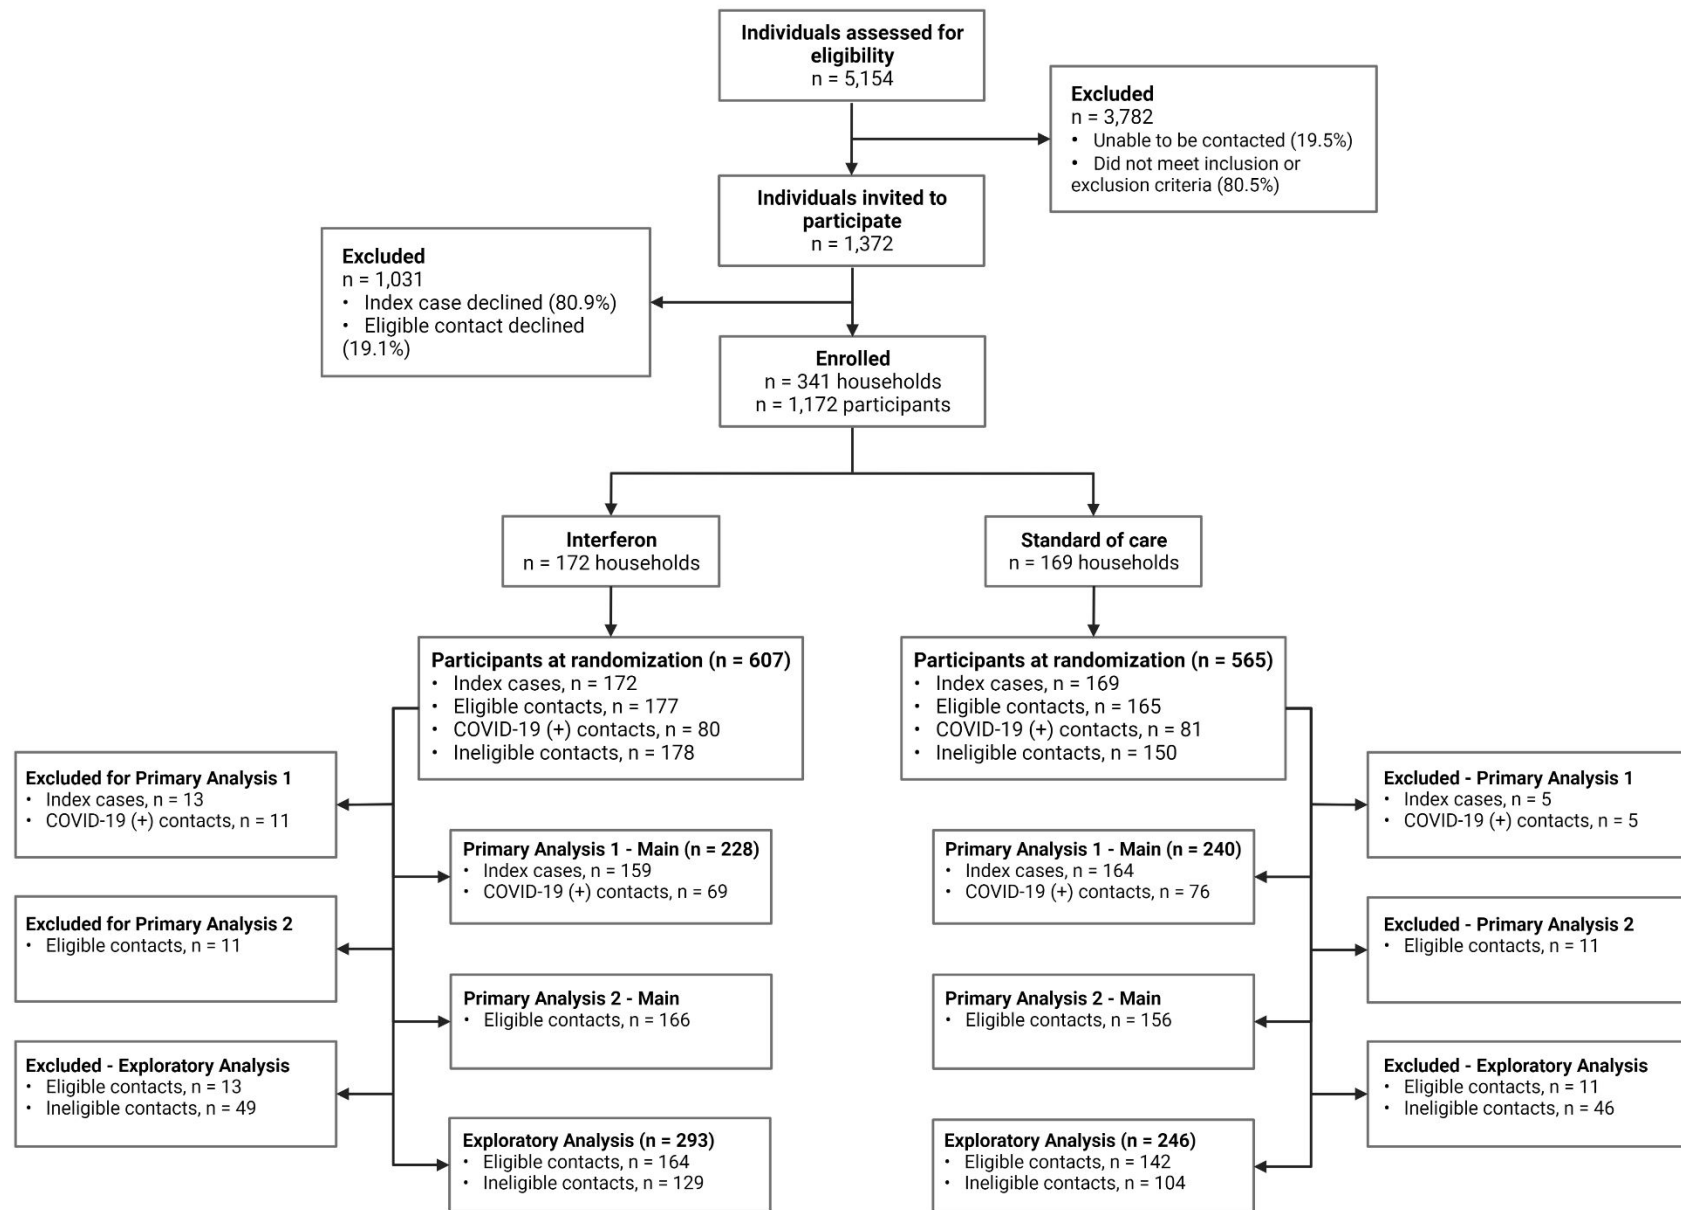 Individuals assessed for
eligibility
n = 5,154
Excluded
n = 3,782
• Unable to be contacted (19.5%)
• Did not meet inclusion or
exclusion criteria (80.5%)
Individuals invited to
participate
n = 1,372
Excluded
n = 1,031
• Index case declined (80.9%)
• Eligible contact declined
(19.1%)
Enrolled
n = 341 households
n = 1,172 participants
Interferon
n = 172 households
Standard of care
n = 169 households
Participants at randomization (n = 607)
• Index cases, n = 172
• Eligible contacts, n = 177
• COVID-19 (+) contacts, n = 80
• Ineligible contacts, n = 178
Participants at randomization (n = 565)
• Index cases, n = 169
• Eligible contacts, n = 165
• COVID-19 (+) contacts, n = 81
• Ineligible contacts, n = 150
Excluded for Primary Analysis 1
• Index cases, n = 13
• COVID-19 (+) contacts, n = 11
Excluded - Primary Analysis 1
• Index cases, n = 5
• COVID-19 (+) contacts, n = 5
Primary Analysis 1 - Main (n = 228)
• Index cases, n = 159
• COVID-19 (+) contacts, n = 69
Primary Analysis 1 - Main (n = 240)
• Index cases, n = 164
• COVID-19 (+) contacts, n = 76
Excluded for Primary Analysis 2
• Eligible contacts, n = 11
Excluded - Primary Analysis 2
• Eligible contacts, n = 11
Primary Analysis 2 - Main
• Eligible contacts, n = 166
Primary Analysis 2 - Main
• Eligible contacts, n = 156
Excluded - Exploratory Analysis
• Eligible contacts, n = 13
• Ineligible contacts, n = 49
Excluded - Exploratory Analysis
• Eligible contacts, n = 11
• Ineligible contacts, n = 46
Exploratory Analysis (n = 293)
• Eligible contacts, n = 164
• Ineligible contacts, n = 129
Exploratory Analysis (n = 246)
• Eligible contacts, n = 142
• Ineligible contacts, n = 104